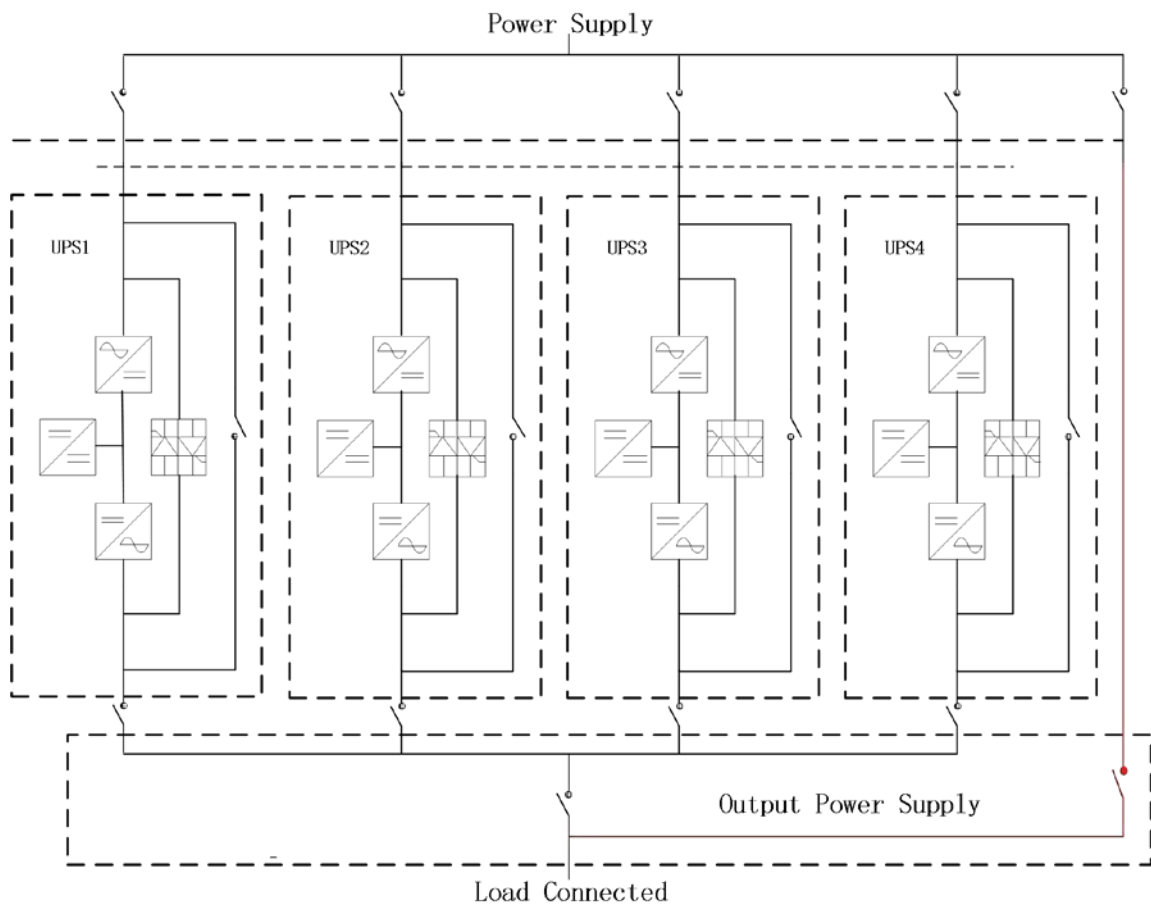 Power Supply
UPS1
UPS2
UPS3
UPS4
Output Power Supply
Load Connected